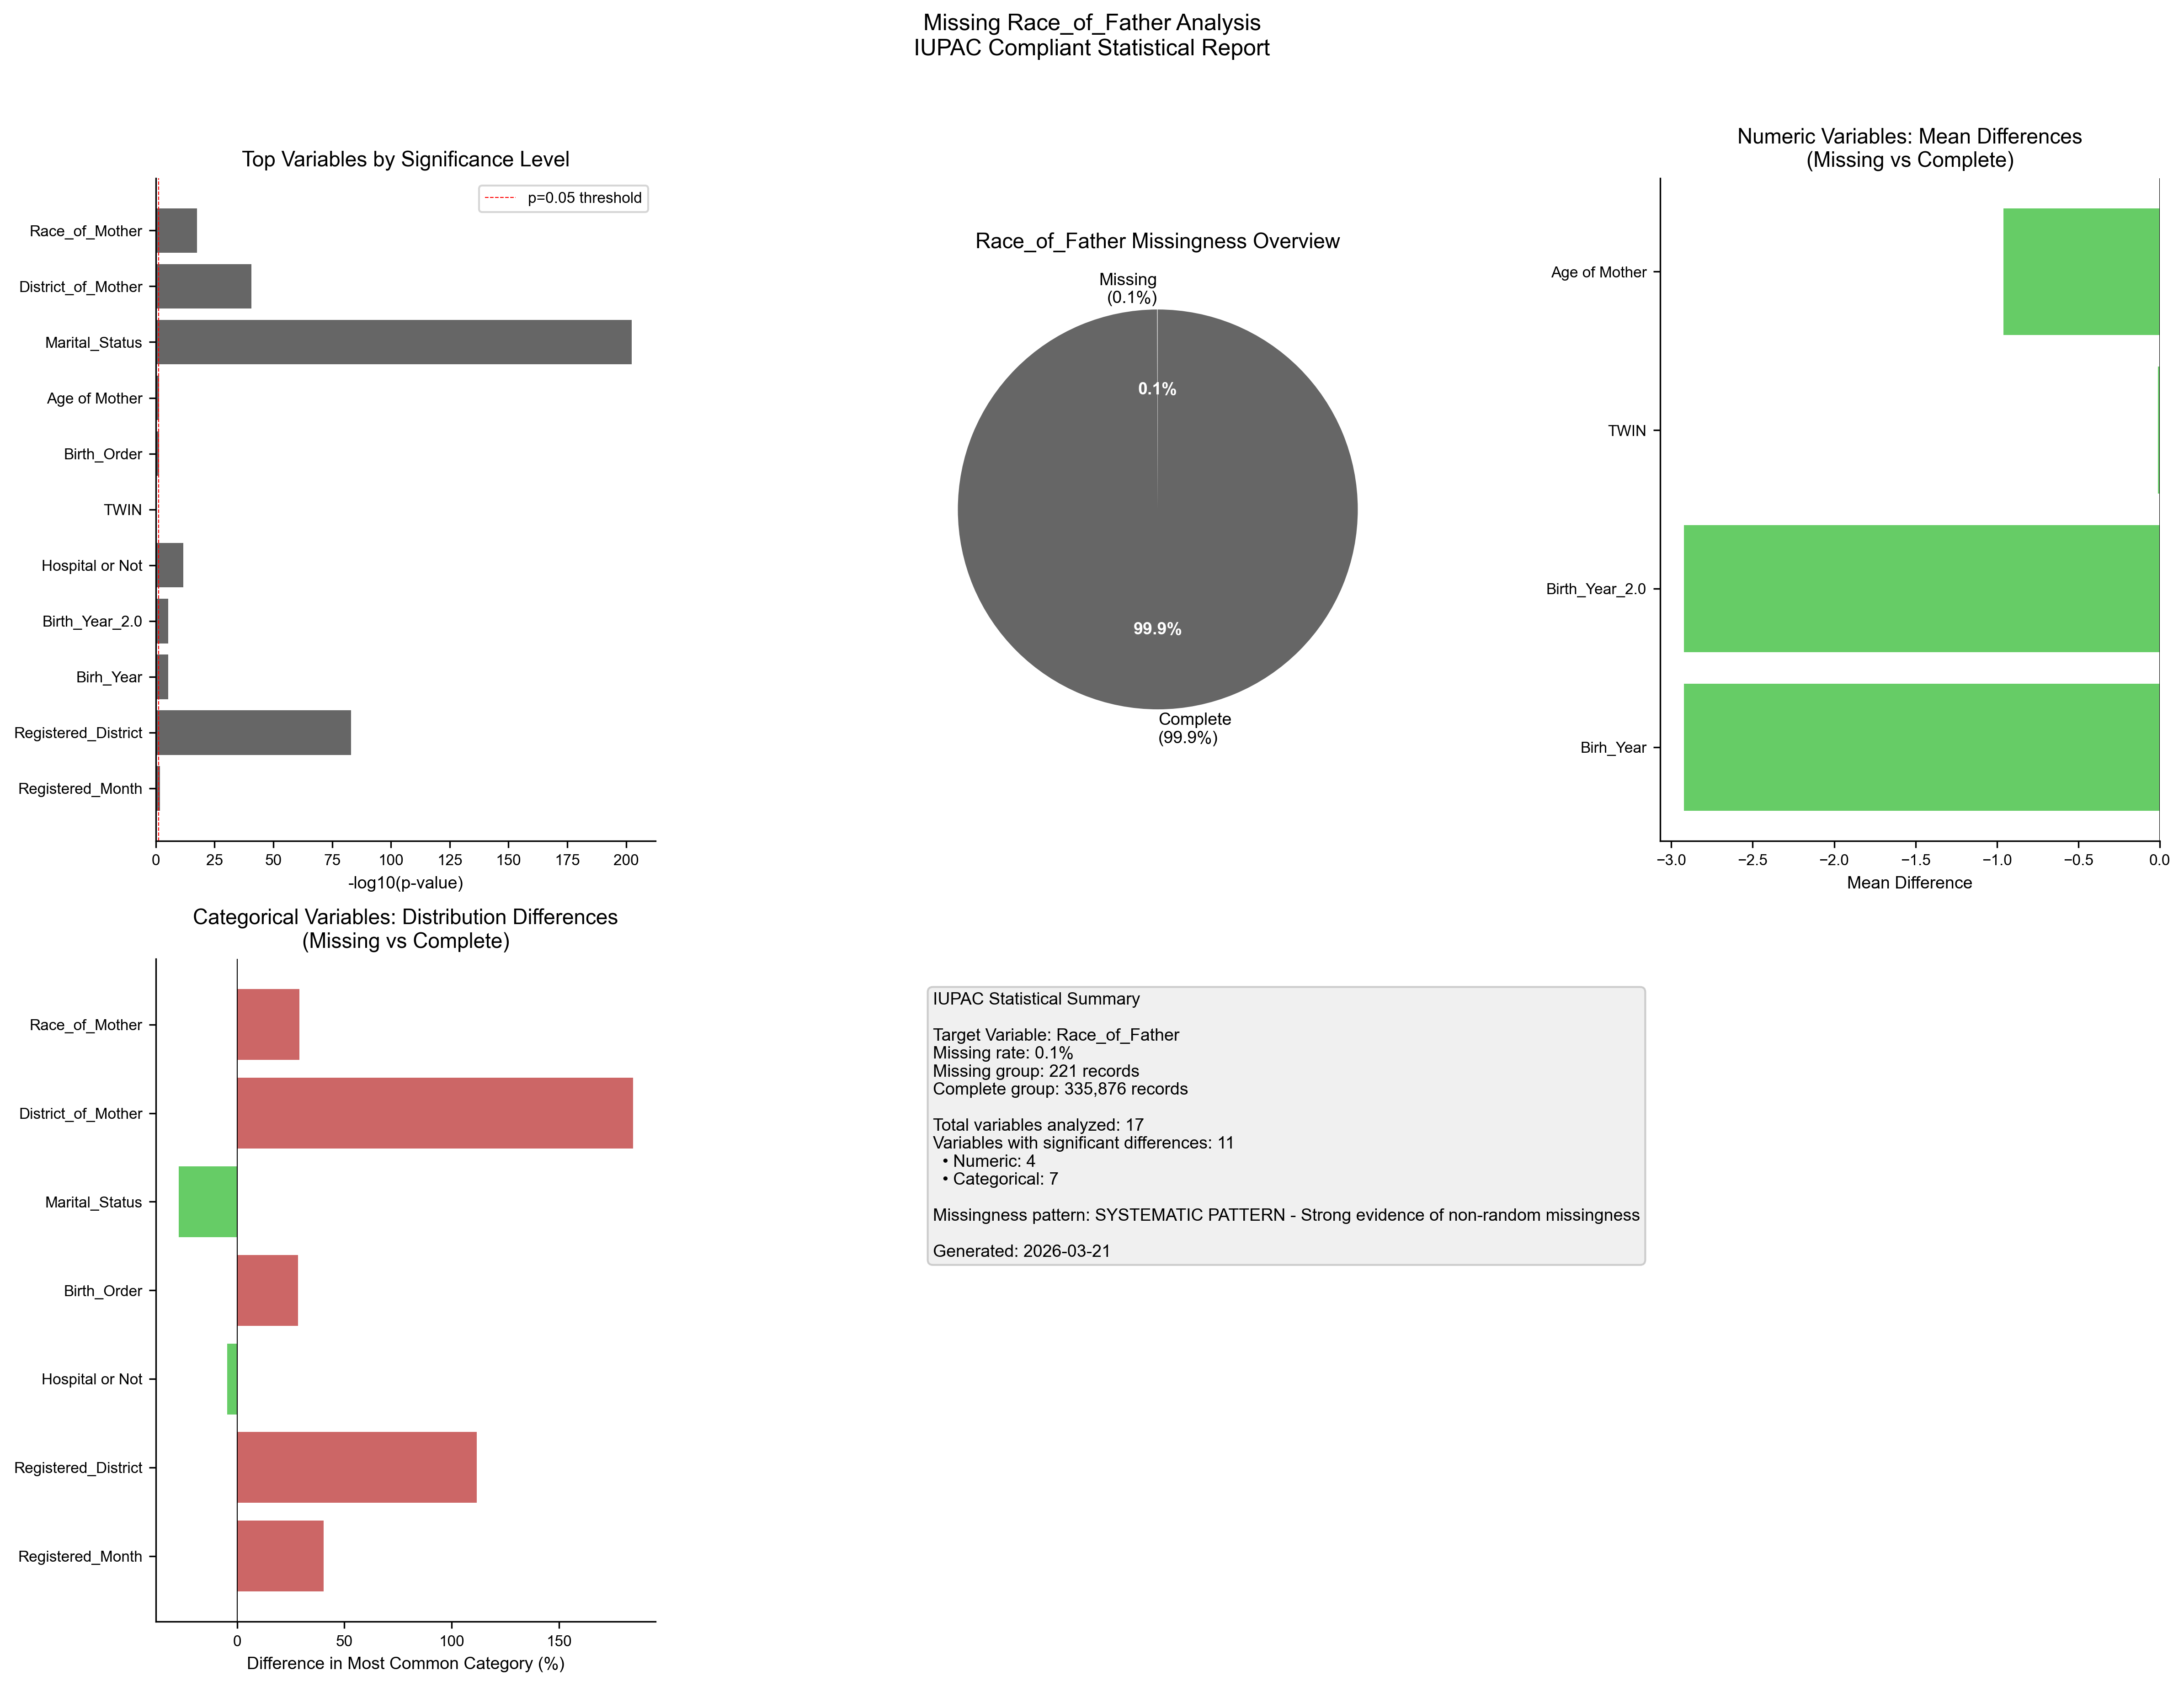 Missing Race_of_Father Analysis
IUPAC Compliant Statistical Report
Top Variables by Significance Level
p=0.05 threshold
Race_of_Mother
District_of_Mother
Marital_Status
Age of Mother
Birth_Order
TWIN
Hospital or Not
Birth_Year_2.0
Birh_Year
Registered_District
Registered_Month
0 25 50 75 100 125 150 175 200
-log10(p-value)
Race_of_Father Missingness Overview
Missing
(0.1%)
0.1%
99.9%
Complete
(99.9%)
Numeric Variables: Mean Differences
(Missing vs Complete)
Age of Mother
TWIN
Birth_Year_2.0
Birh_Year
−3.0 −2.5 −2.0 −1.5 −1.0 −0.5 0.0
Mean Difference
Categorical Variables: Distribution Differences
(Missing vs Complete)
Race_of_Mother
District_of_Mother
Marital_Status
Birth_Order
Hospital or Not
Registered_District
Registered_Month
0 50 100 150
Difference in Most Common Category (%)
IUPAC Statistical Summary
Target Variable: Race_of_Father
Missing rate: 0.1%
Missing group: 221 records
Complete group: 335,876 records
Total variables analyzed: 17
Variables with significant differences: 11
• Numeric: 4
• Categorical: 7
Missingness pattern: SYSTEMATIC PATTERN - Strong evidence of non-random missingness
Generated: 2026-03-21